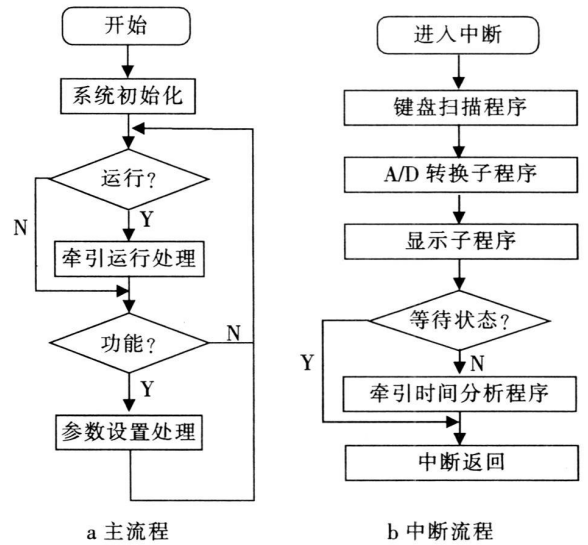 开始
系统初始化
运行?
N
Y
牵引运行处理
功能?
N
Y
参数设置处理
a 主流程
进入中断
键盘扫描程序
A/D 转换子程序
显示子程序
等待状态?
Y
N
牵引时间分析程序
中断返回
b 中断流程